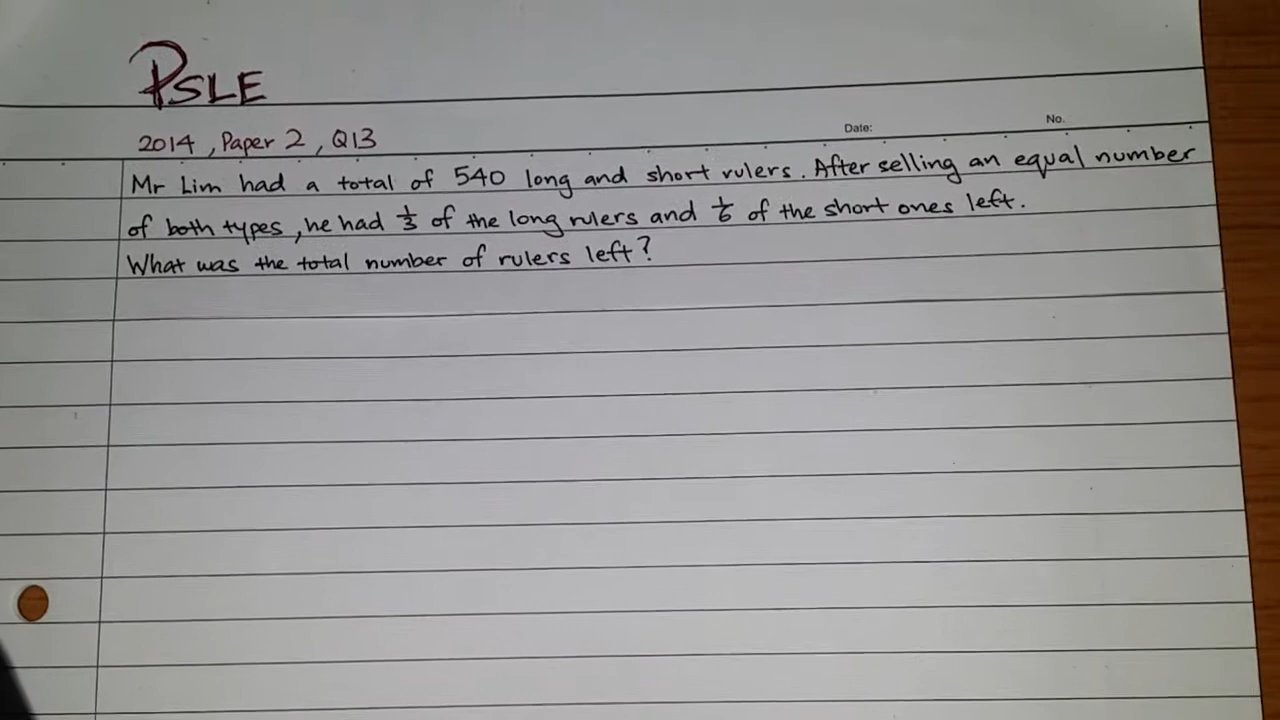 PSLE
2014, Paper 2, Q13
Date:
No.
Mr Lim had a total of 540 long and short rulers. After selling an equal number
of both types, he had 1/3 of the long rulers and 1/6 of the short ones left.
What was the total number of rulers left?